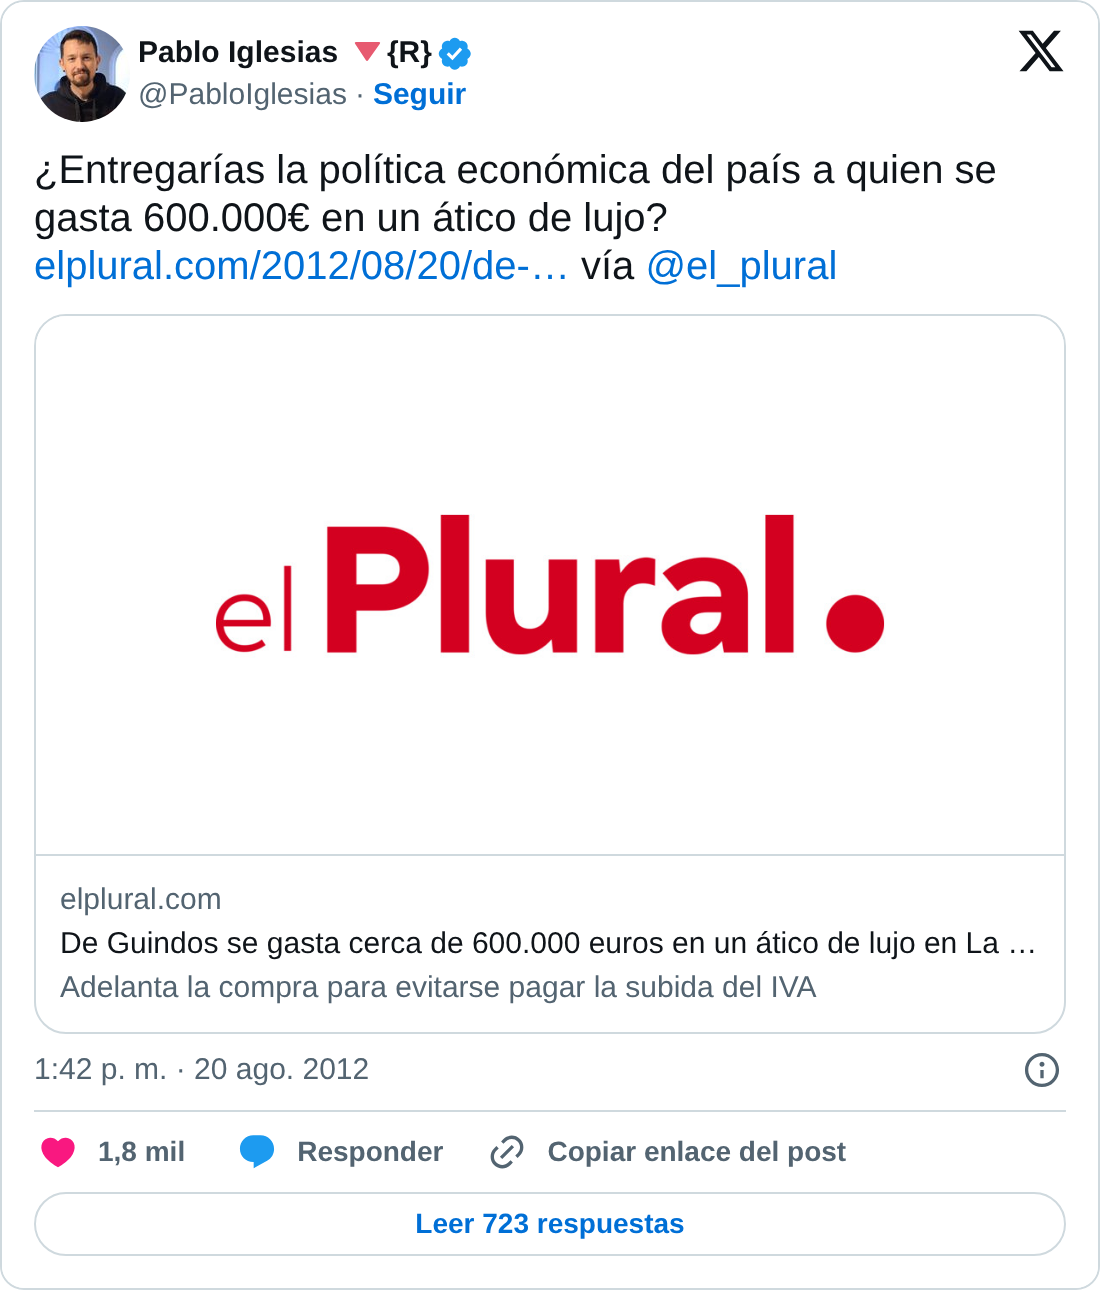 Pablo Iglesias 🔻{R}
@PabloIglesias · Seguir
¿Entregarías la política económica del país a quien se
gasta 600.000€ en un ático de lujo?
elplural.com/2012/08/20/de-… vía @el_plural
el Plural.
elplural.com
De Guindos se gasta cerca de 600.000 euros en un ático de lujo en La …
Adelanta la compra para evitarse pagar la subida del IVA
1:42 p. m. · 20 ago. 2012
1,8 mil Responder Copiar enlace del post
Leer 723 respuestas